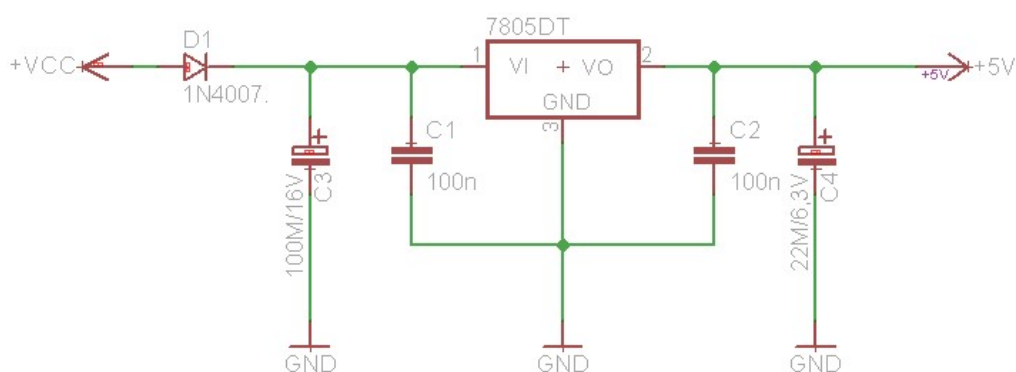 7805DT
D1
+VCC
1N4007.
1
VI
+
VO
2
GND
3
+5V
+5V
C1
100n
C2
100n
+
C3
100M/16V
+
C4
22M/6,3V
GND
GND
GND